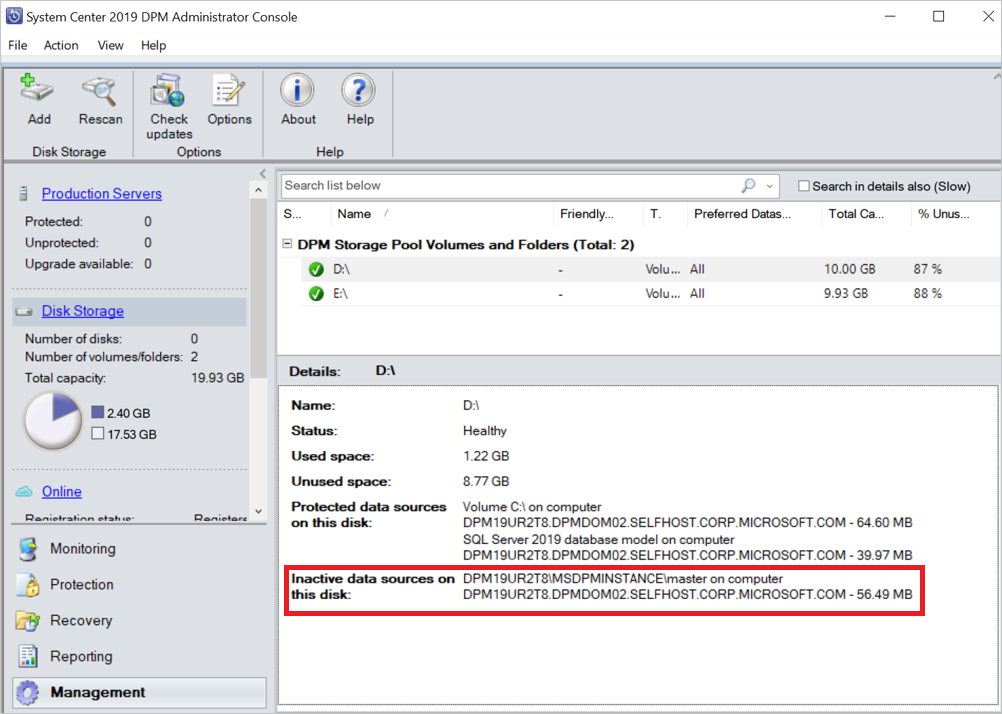 System Center 2019 DPM Administrator Console
File Action View Help
Add Rescan Check updates Options About Help
Disk Storage Options Help
Production Servers
Protected: 0
Unprotected: 0
Upgrade available: 0
Disk Storage
Number of disks: 0
Number of volumes/folders: 2
Total capacity: 19.93 GB
2.40 GB
17.53 GB
Online
Registration status: Registere
Monitoring
Protection
Recovery
Reporting
Management
Search list below Search in details also (Slow)
S... Name Friendly... T. Preferred Datas... Total Ca... % Unus...
DPM Storage Pool Volumes and Folders (Total: 2)
D:\ - Volu... All 10.00 GB 87 %
E:\ - Volu... All 9.93 GB 88 %
Details: D:\
Name: D:\
Status: Healthy
Used space: 1.22 GB
Unused space: 8.77 GB
Protected data sources Volume C:\ on computer
on this disk: DPM19UR2T8.DPMDOM02.SELFHOST.CORP.MICROSOFT.COM - 64.60 MB
SQL Server 2019 database model on computer
DPM19UR2T8.DPMDOM02.SELFHOST.CORP.MICROSOFT.COM - 39.97 MB
Inactive data sources on DPM19UR2T8\MSDPMINSTANCE\master on computer
this disk: DPM19UR2T8.DPMDOM02.SELFHOST.CORP.MICROSOFT.COM - 56.49 MB